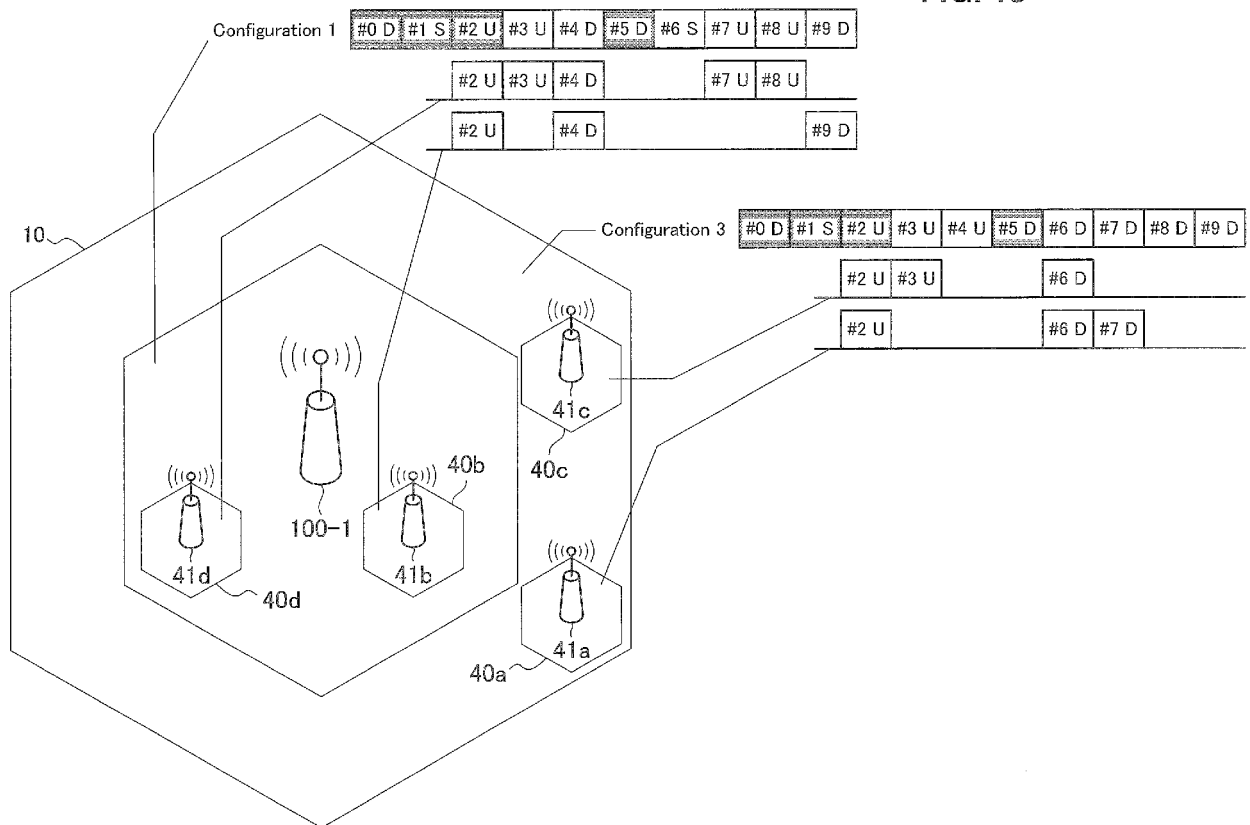 Configuration 1 #0 D #1 S #2 U #3 U #4 D #5 D #6 S #7 U #8 U #9 D
#2 U #3 U #4 D #7 U #8 U
#2 U #4 D #9 D
10
Configuration 3 #0 D #1 S #2 U #3 U #4 U #5 D #6 D #7 D #8 D #9 D
#2 U #3 U #6 D
#2 U #6 D #7 D
41c
40c
40b
100-1
41d
41b
40d
41a
40a